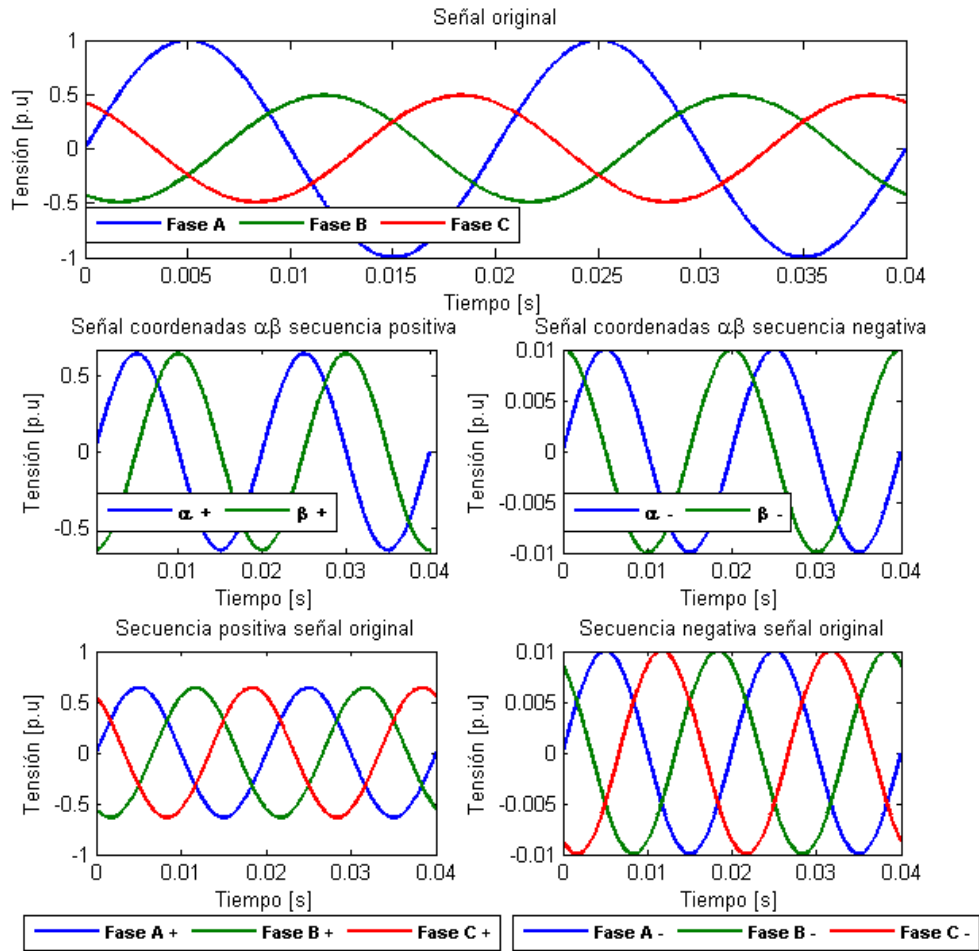 Señal original
Tensión [p.u]
1
0.5
0
-0.5
-1
Fase A Fase B Fase C
0 0.005 0.01 0.015 0.02 0.025 0.03 0.035 0.04
Tiempo [s]
Señal coordenadas αβ secuencia positiva
Tensión [p.u]
0.5
0
-0.5
α + β +
0.01 0.02 0.03 0.04
Tiempo [s]
Señal coordenadas αβ secuencia negativa
Tensión [p.u]
0.01
0.005
0
-0.005
-0.01
α - β -
0 0.01 0.02 0.03 0.04
Tiempo [s]
Secuencia positiva señal original
Tensión [p.u]
1
0.5
0
-0.5
-1
0 0.01 0.02 0.03 0.04
Tiempo [s]
Fase A + Fase B + Fase C +
Secuencia negativa señal original
Tensión [p.u]
0.01
0.005
0
-0.005
-0.01
0 0.01 0.02 0.03 0.04
Tiempo [s]
Fase A - Fase B - Fase C -